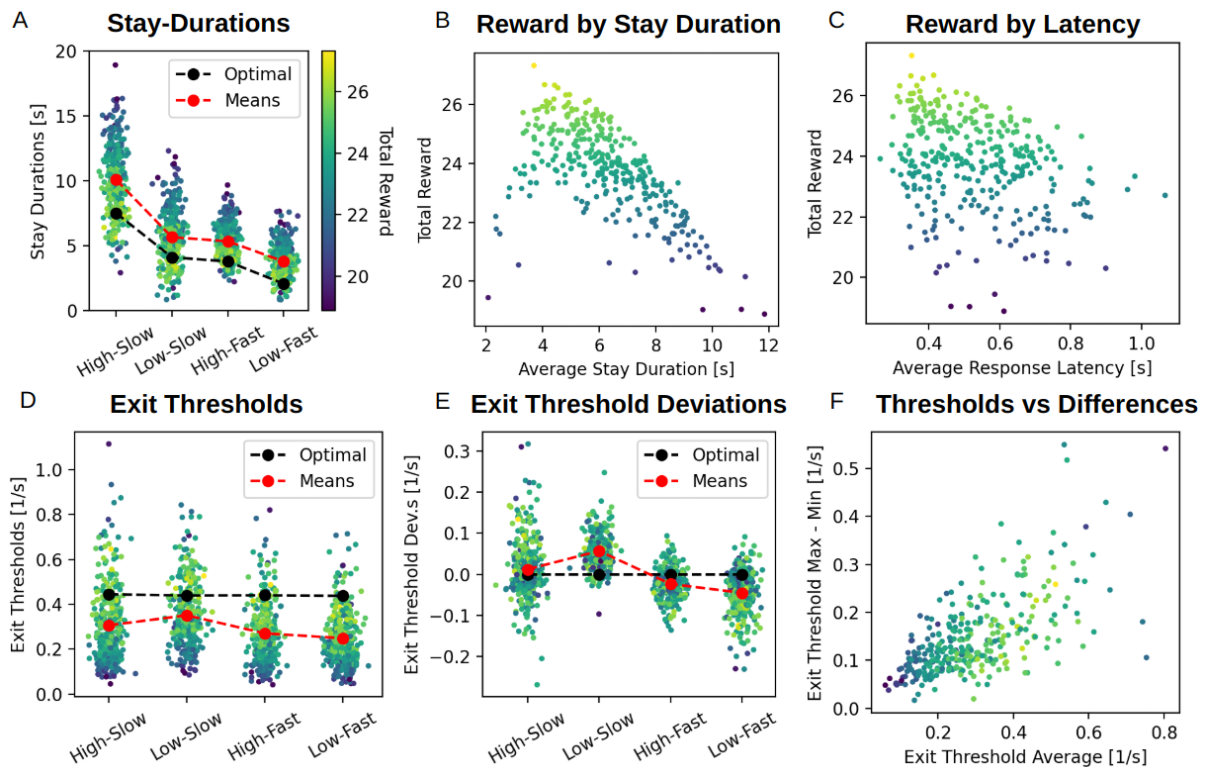 A Stay-Durations
Stay Durations [s]
20
15
10
5
0
Optimal
Means
High-Slow
Low-Slow
High-Fast
Low-Fast
26
24
22
20
Total Reward
B Reward by Stay Duration
Total Reward
26
24
22
20
2 4 6 8 10 12
Average Stay Duration [s]
C Reward by Latency
Total Reward
26
24
22
20
0.4 0.6 0.8 1.0
Average Response Latency [s]
D Exit Thresholds
Exit Thresholds [1/s]
1.0
0.8
0.6
0.4
0.2
0.0
Optimal
Means
High-Slow
Low-Slow
High-Fast
Low-Fast
E Exit Threshold Deviations
Exit Threshold Dev.s [1/s]
0.3
0.2
0.1
0.0
−0.1
−0.2
Optimal
Means
High-Slow
Low-Slow
High-Fast
Low-Fast
F Thresholds vs Differences
Exit Threshold Max - Min [1/s]
0.5
0.4
0.3
0.2
0.1
0.0
0.2 0.4 0.6 0.8
Exit Threshold Average [1/s]